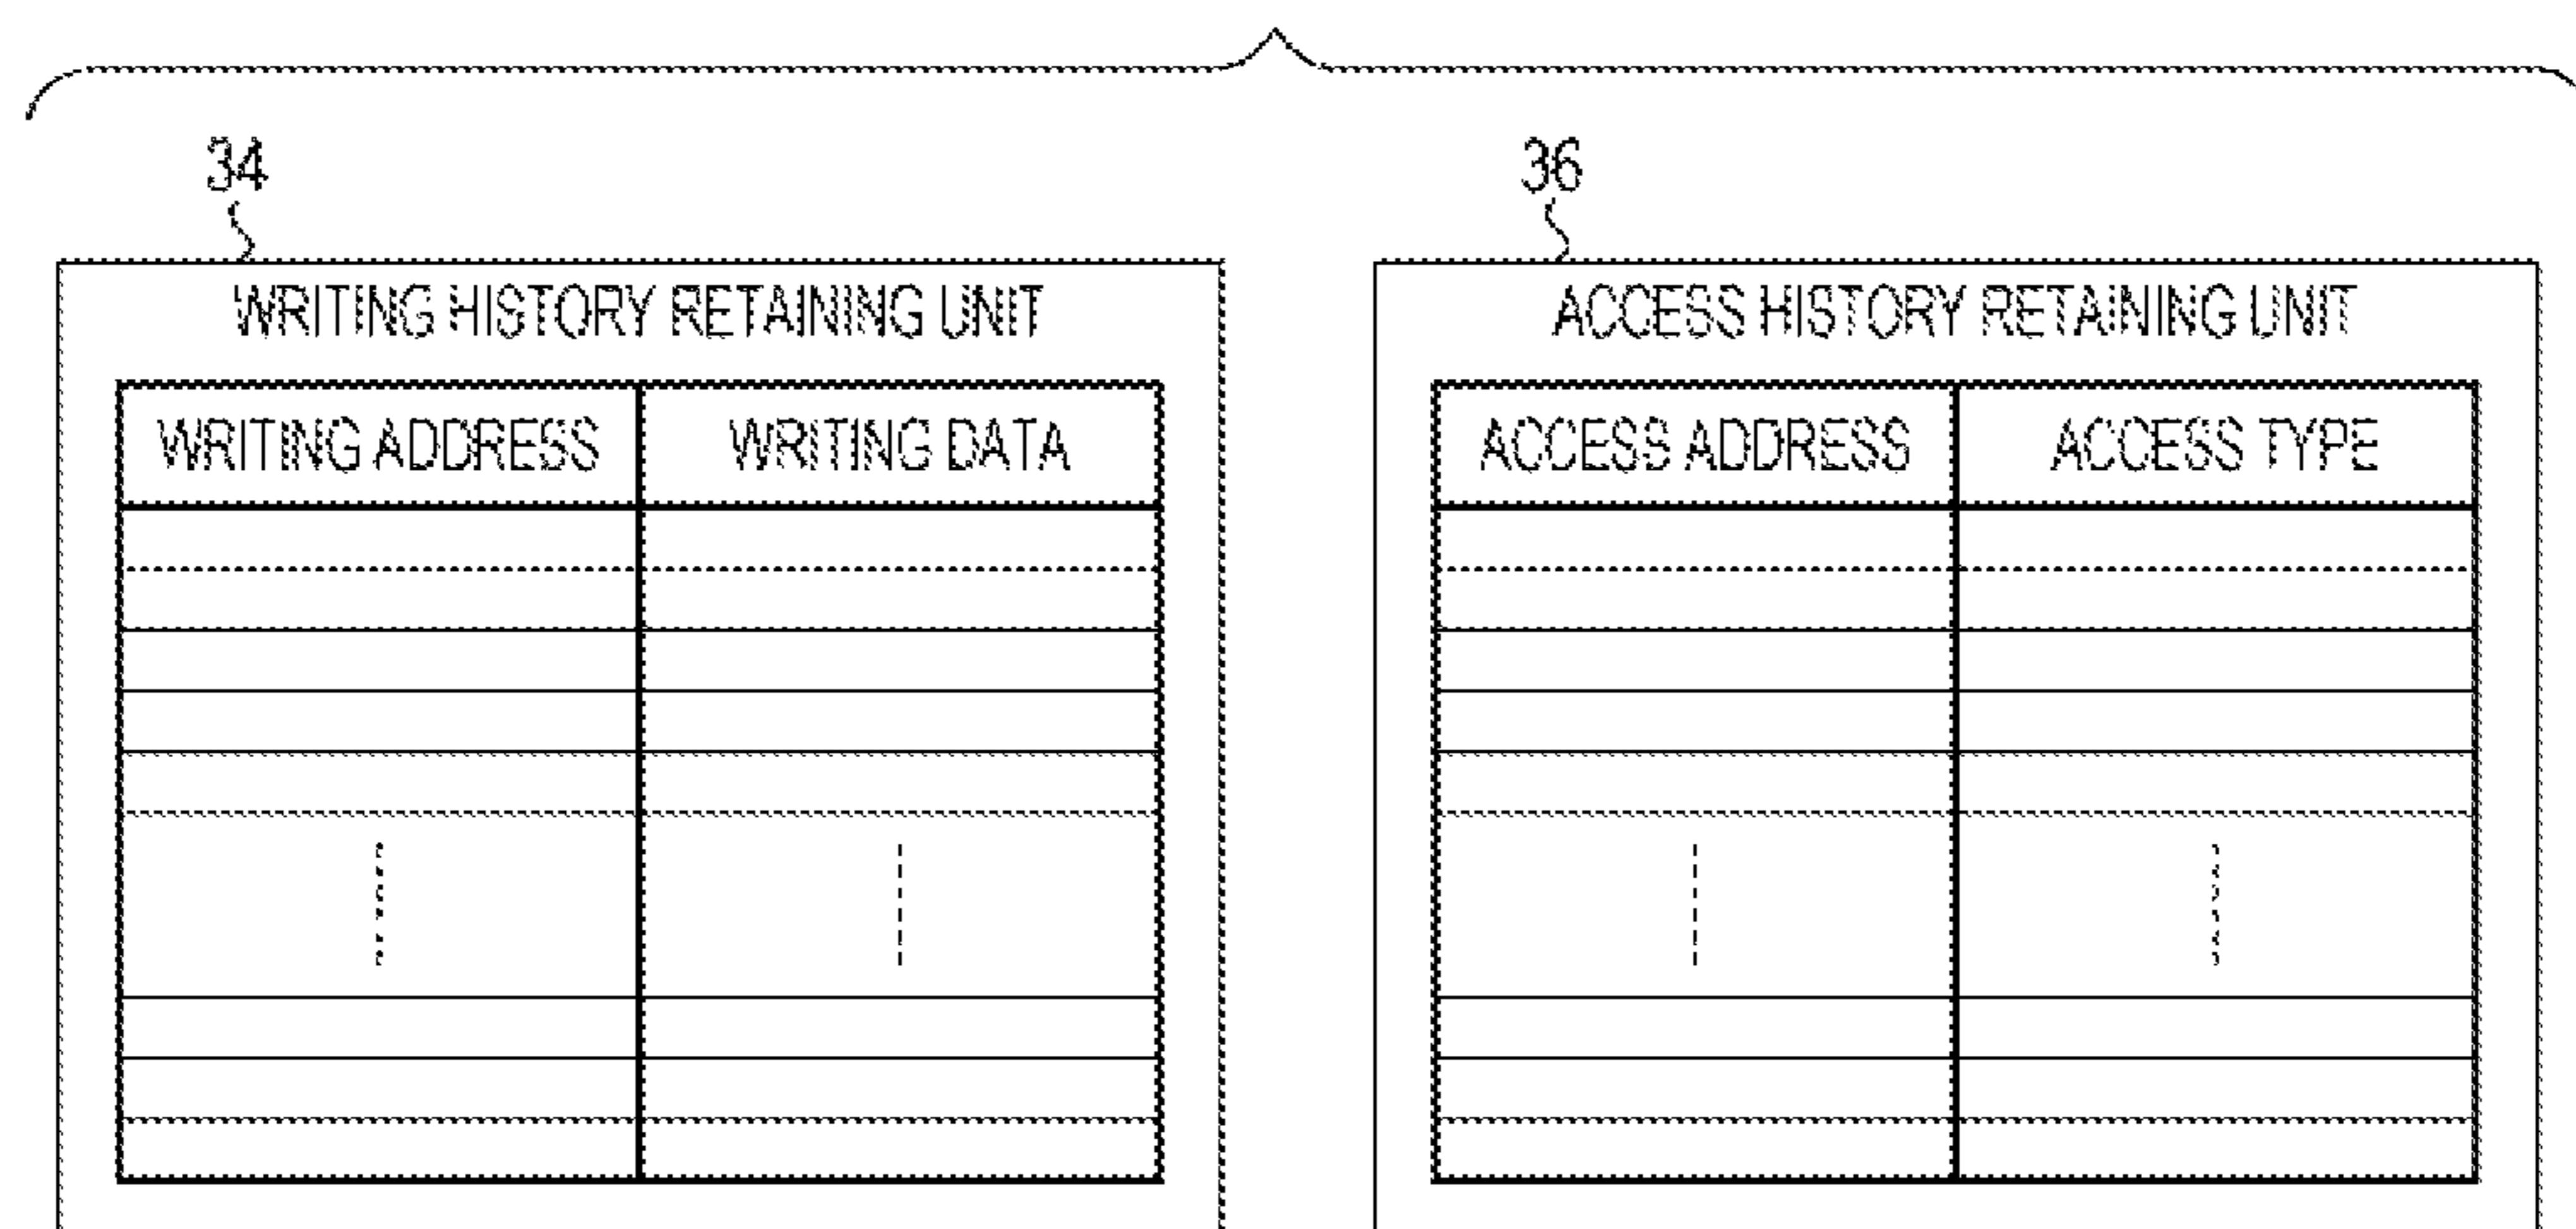 34
36
WRITING HISTORY RETAINING UNIT
ACCESS HISTORY RETAINING UNIT
WRITING ADDRESS
WRITING DATA
ACCESS ADDRESS
ACCESS TYPE